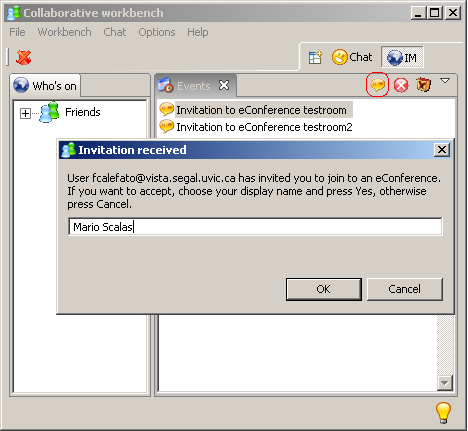 Collaborative workbench
File Workbench Chat Options Help
Chat IM
Who's on
Events
Friends
Invitation to eConference testroom
Invitation to eConference testroom2
Invitation received
User fcalefato@vista.segal.uvic.ca has invited you to join to an eConference.
If you want to accept, choose your display name and press Yes, otherwise
press Cancel.
Mario Scalas
OK Cancel